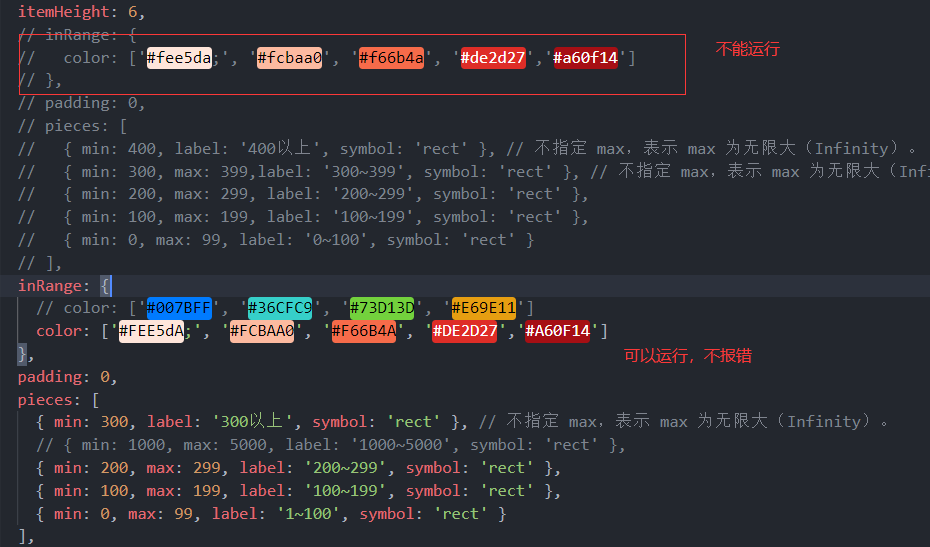 itemHeight: 6,
// inRange: {
//   color: ['#fee5da;', '#fcbaa0', '#f66b4a', '#de2d27','#a60f14']
// },
不能运行
// padding: 0,
// pieces: [
//   { min: 400, label: '400以上', symbol: 'rect' }, // 不指定 max，表示 max 为无限大（Infinity）。
//   { min: 300, max: 399,label: '300~399', symbol: 'rect' }, // 不指定 max，表示 max 为无限大（Inf
//   { min: 200, max: 299, label: '200~299', symbol: 'rect' },
//   { min: 100, max: 199, label: '100~199', symbol: 'rect' },
//   { min: 0, max: 99, label: '0~100', symbol: 'rect' }
// ],
inRange: {
  // color: ['#007BFF', '#36CFC9', '#73D13D', '#E69E11']
  color: ['#FEE5dA;', '#FCBAA0', '#F66B4A', '#DE2D27','#A60F14']
},
可以运行，不报错
padding: 0,
pieces: [
  { min: 300, label: '300以上', symbol: 'rect' }, // 不指定 max，表示 max 为无限大（Infinity）。
  // { min: 1000, max: 5000, label: '1000~5000', symbol: 'rect' },
  { min: 200, max: 299, label: '200~299', symbol: 'rect' },
  { min: 100, max: 199, label: '100~199', symbol: 'rect' },
  { min: 0, max: 99, label: '1~100', symbol: 'rect' }
],